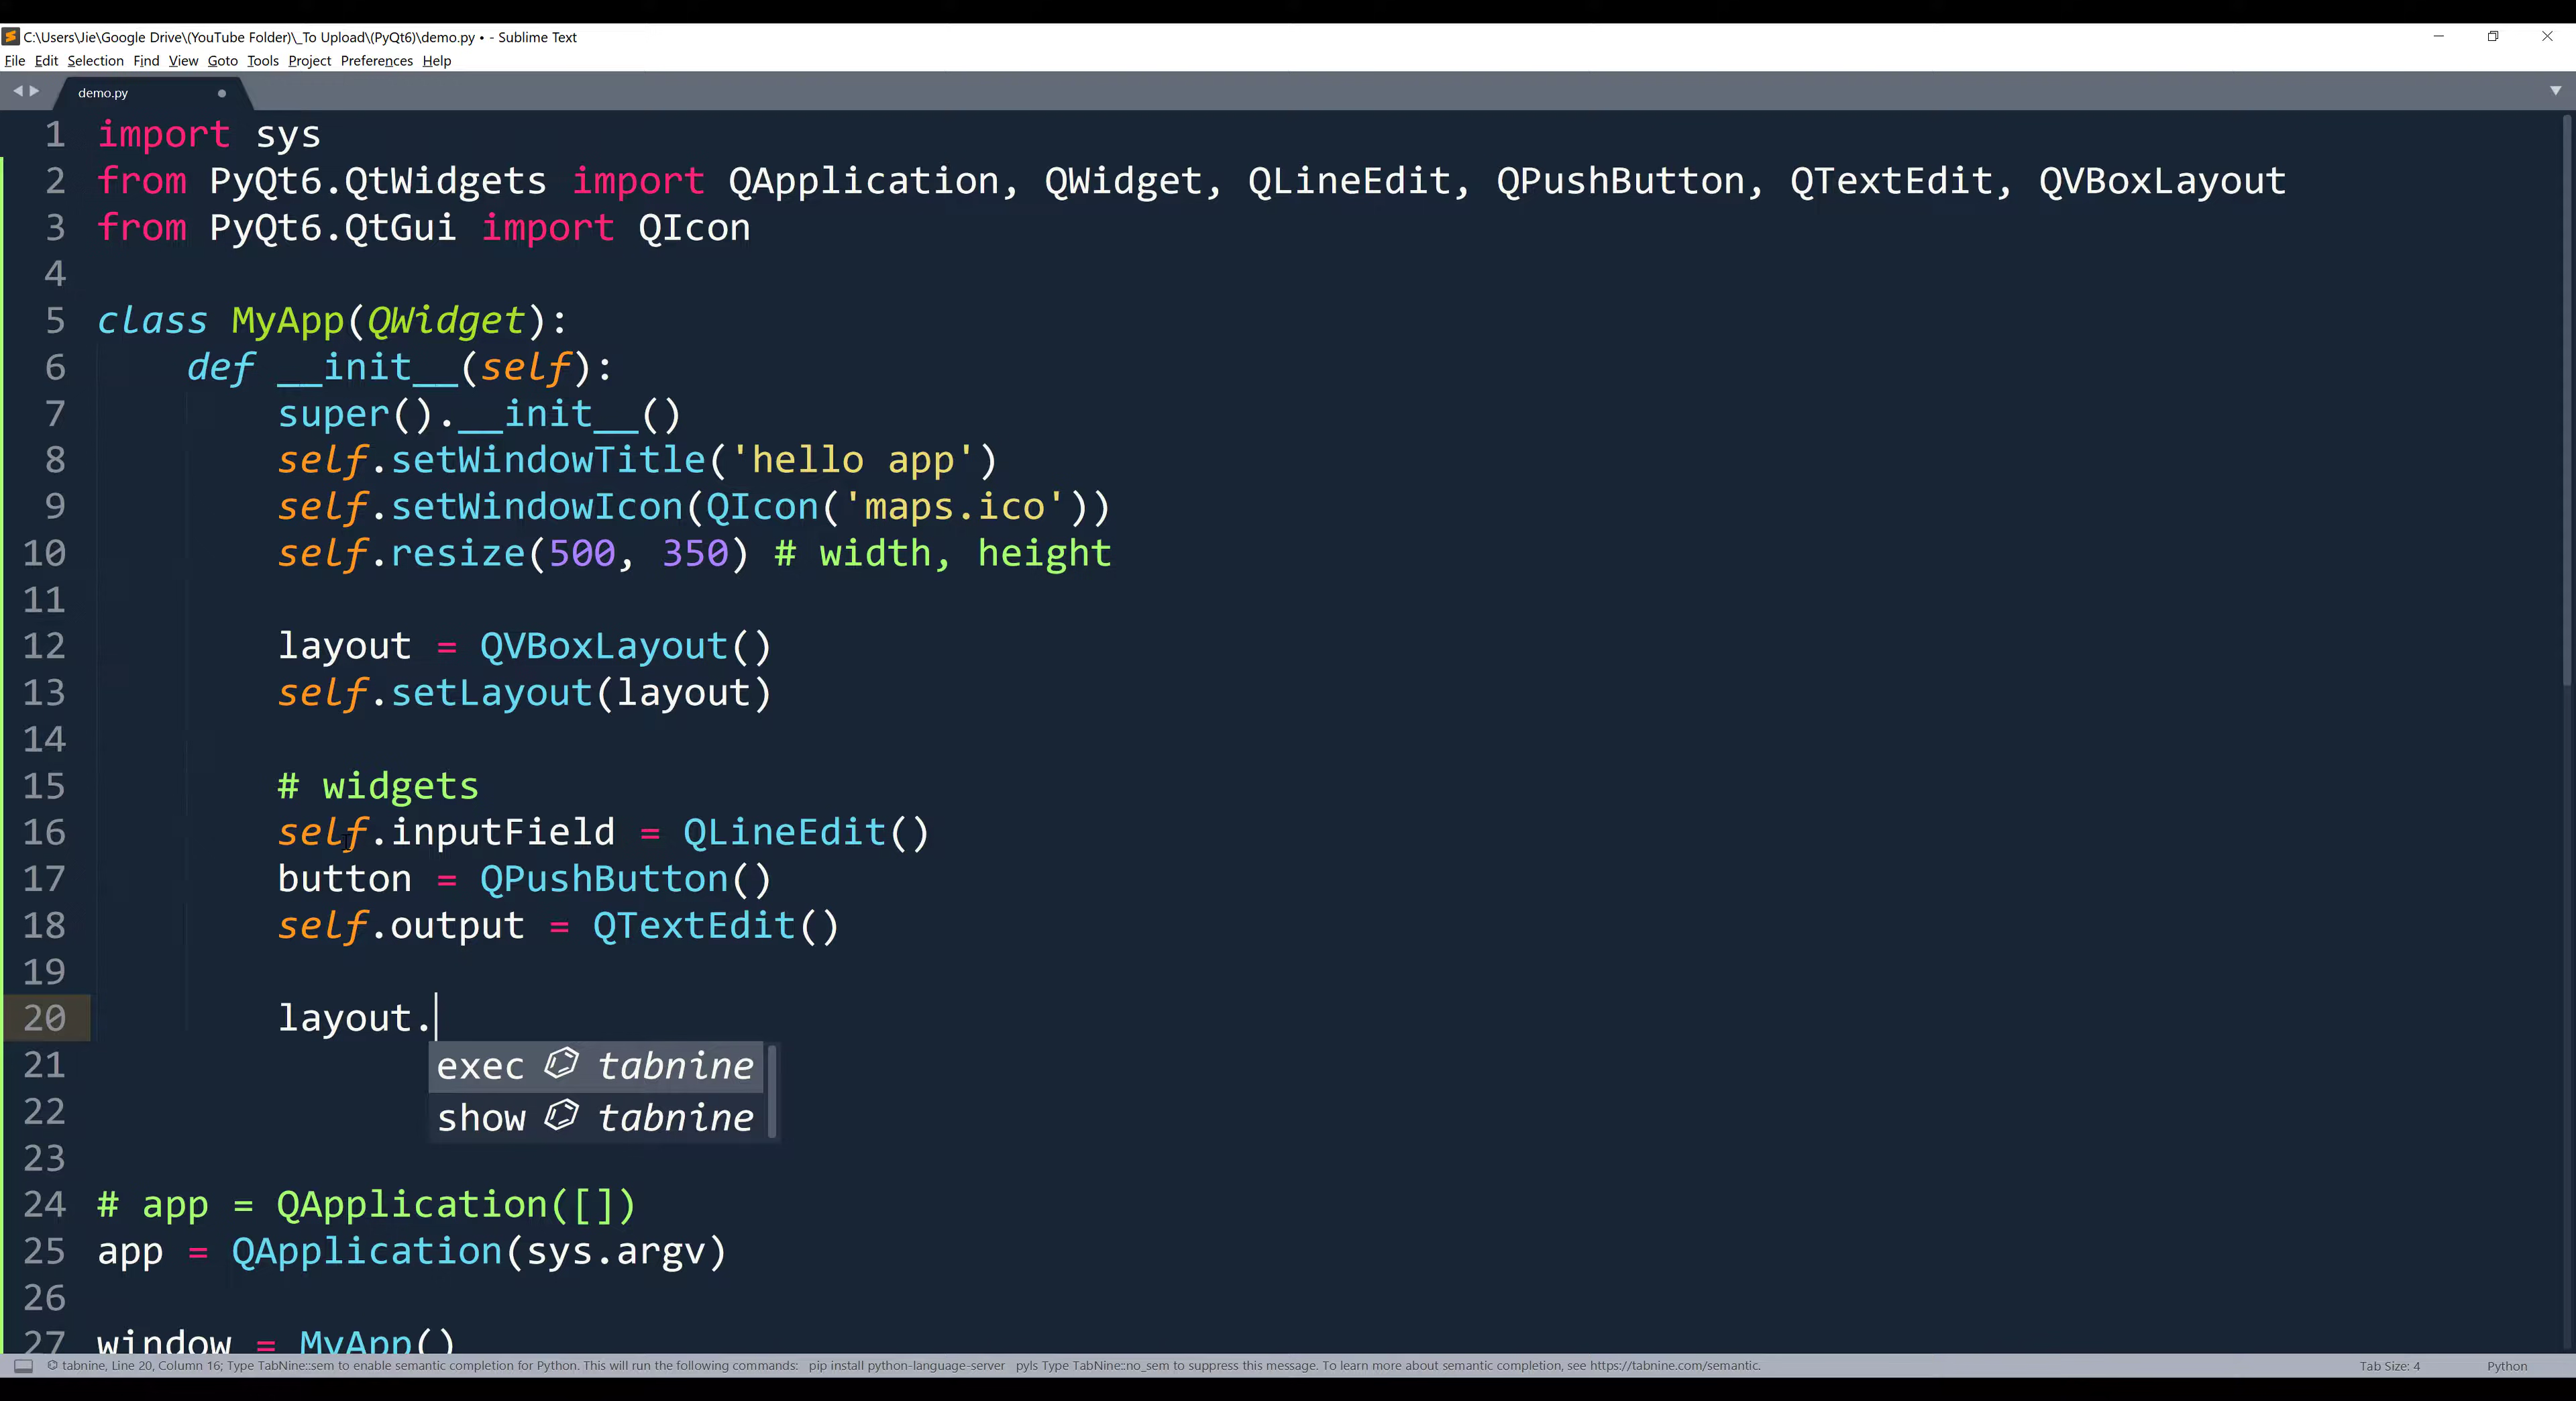 C:\Users\Jie\Google Drive\(YouTube Folder)\_To Upload\(PyQt6)\demo.py • - Sublime Text
File Edit Selection Find View Goto Tools Project Preferences Help
demo.py
1 import sys
2 from PyQt6.QtWidgets import QApplication, QWidget, QLineEdit, QPushButton, QTextEdit, QVBoxLayout
3 from PyQt6.QtGui import QIcon
4
5 class MyApp(QWidget):
6 def __init__(self):
7 super().__init__()
8 self.setWindowTitle('hello app')
9 self.setWindowIcon(QIcon('maps.ico'))
10 self.resize(500, 350) # width, height
11
12 layout = QVBoxLayout()
13 self.setLayout(layout)
14
15 # widgets
16 self.inputField = QLineEdit()
17 button = QPushButton()
18 self.output = QTextEdit()
19
20 layout.
21 exec tabnine
22 show tabnine
23
24 # app = QApplication([])
25 app = QApplication(sys.argv)
26
27 window = MyApp()
tabnine, Line 20, Column 16; Type TabNine::sem to enable semantic completion for Python. This will run the following commands: pip install python-language-server pyls Type TabNine::no_sem to suppress this message. To learn more about semantic completion, see https://tabnine.com/semantic. Tab Size: 4 Python